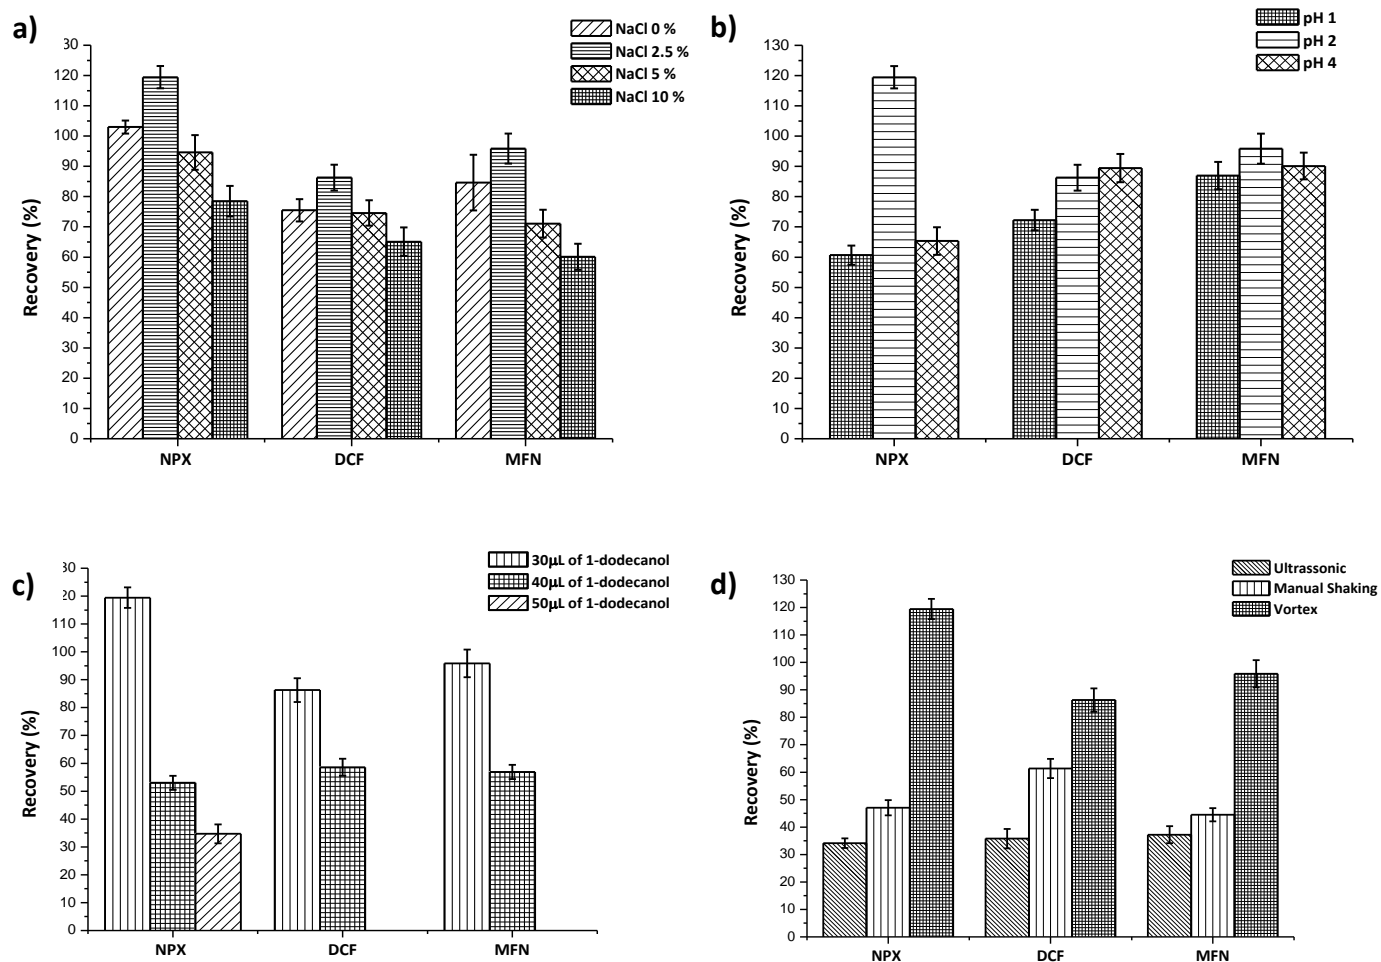 a)
NaCl 0 %
NaCl 2.5 %
NaCl 5 %
NaCl 10 %
30
120
110
100
90
80
70
60
50
40
30
20
10
0
Recovery (%)
NPX DCF MFN
b)
pH 1
pH 2
pH 4
130
120
110
100
90
80
70
60
50
40
30
20
10
0
Recovery (%)
NPX DCF MFN
c)
30µL of 1-dodecanol
40µL of 1-dodecanol
50µL of 1-dodecanol
30
20
110
100
90
80
70
60
50
40
30
20
10
0
Recovery (%)
NPX DCF MFN
d)
Ultrassonic
Manual Shaking
Vortex
130
120
110
100
90
80
70
60
50
40
30
20
10
0
Recovery (%)
NPX DCF MFN